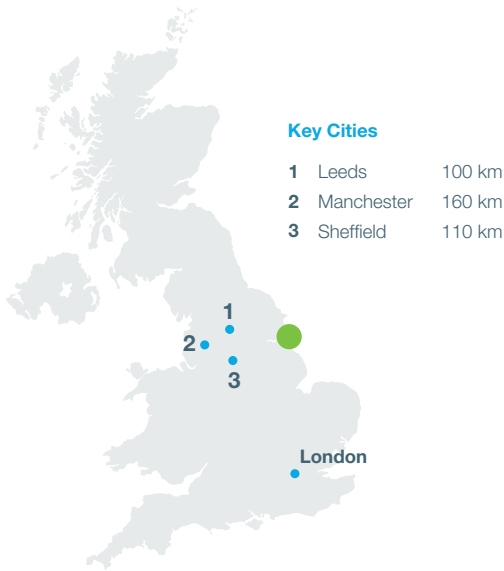 Key Cities
1 Leeds 100 km
2 Manchester 160 km
3 Sheffield 110 km
1
2
3
London